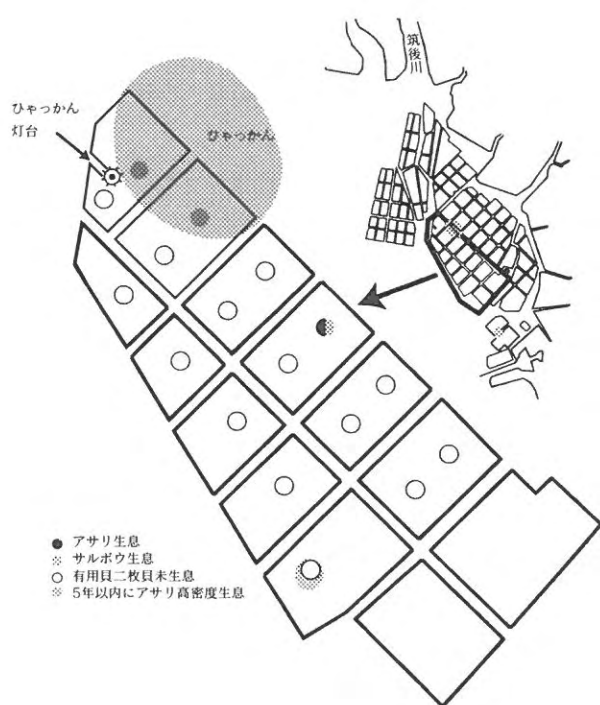 筑後川
ひゃっかん
灯台
ひゃっかん
アサリ生息
サルボウ生息
有用貝二枚貝未生息
5年以内にアサリ高密度生息